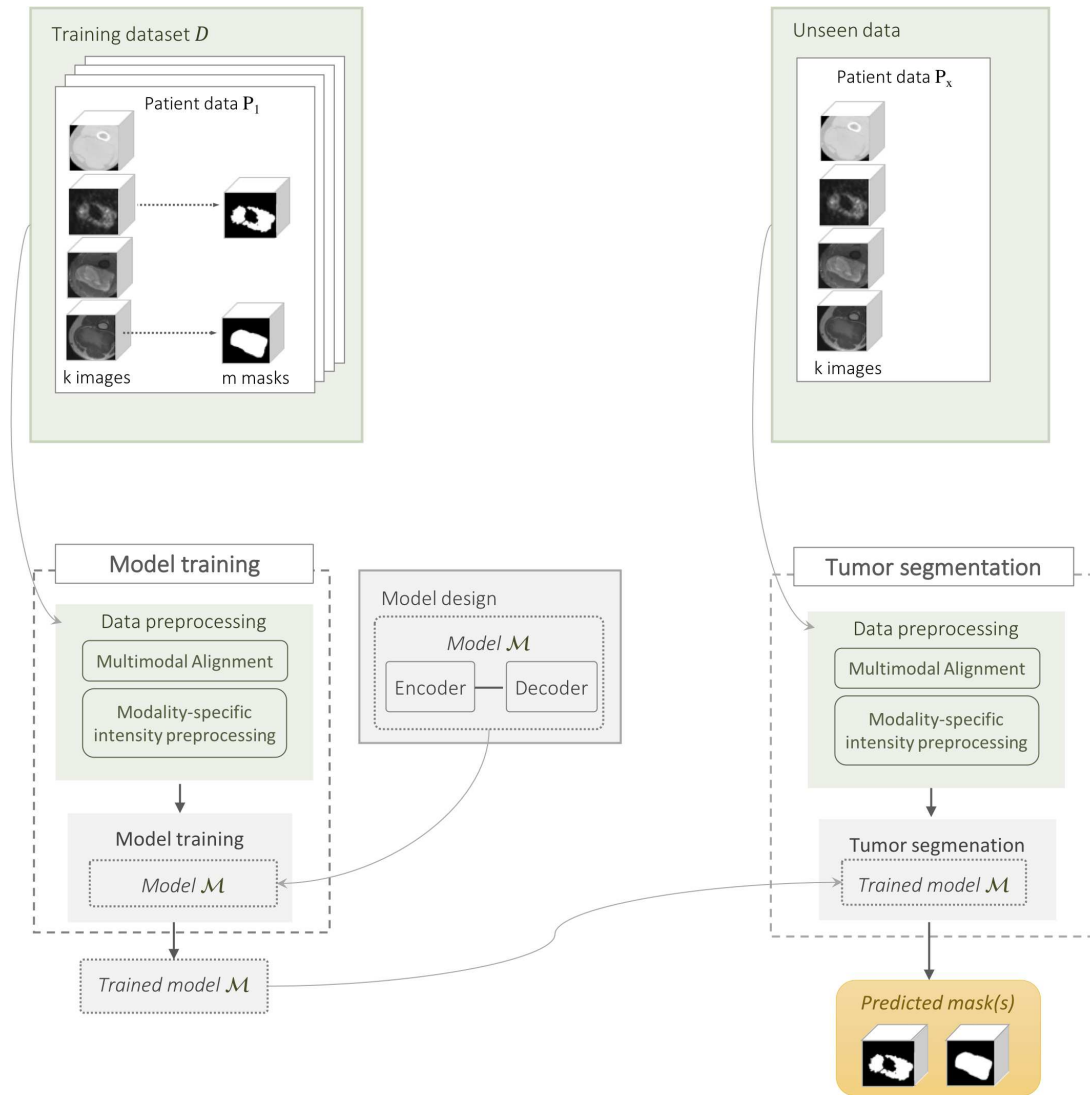 Training dataset D
Patient data P1
k images
m masks
Unseen data
Patient data Px
k images
Model training
Data preprocessing
Multimodal Alignment
Modality-specific
intensity preprocessing
Model training
Model M
Trained model M
Model design
Model M
Encoder
Decoder
Tumor segmentation
Data preprocessing
Multimodal Alignment
Modality-specific
intensity preprocessing
Tumor segmenation
Trained model M
Predicted mask(s)